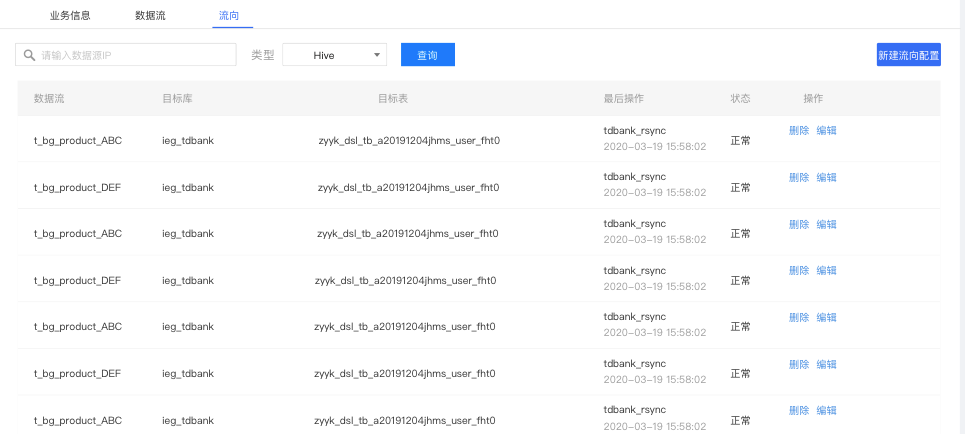 业务信息 数据流 流向
请输入数据源IP 类型 Hive 查询 新建流向配置
数据流 目标库 目标表 最后操作 状态 操作
t_bg_product_ABC ieg_tdbank zyyk_dsl_tb_a20191204jhms_user_fht0 tdbank_rsync 正常 删除 编辑
2020-03-19 15:58:02
t_bg_product_DEF ieg_tdbank zyyk_dsl_tb_a20191204jhms_user_fht0 tdbank_rsync 正常 删除 编辑
2020-03-19 15:58:02
t_bg_product_ABC ieg_tdbank zyyk_dsl_tb_a20191204jhms_user_fht0 tdbank_rsync 正常 删除 编辑
2020-03-19 15:58:02
t_bg_product_DEF ieg_tdbank zyyk_dsl_tb_a20191204jhms_user_fht0 tdbank_rsync 正常 删除 编辑
2020-03-19 15:58:02
t_bg_product_ABC ieg_tdbank zyyk_dsl_tb_a20191204jhms_user_fht0 tdbank_rsync 正常 删除 编辑
2020-03-19 15:58:02
t_bg_product_DEF ieg_tdbank zyyk_dsl_tb_a20191204jhms_user_fht0 tdbank_rsync 正常 删除 编辑
2020-03-19 15:58:02
t_bg_product_ABC ieg_tdbank zyyk_dsl_tb_a20191204jhms_user_fht0 tdbank_rsync 正常 删除 编辑
2020-03-19 15:58:02